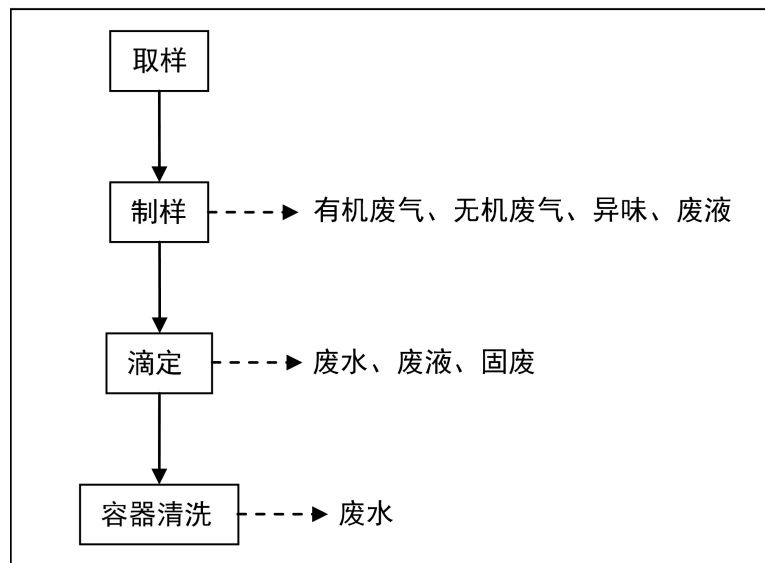 取样
制样
有机废气、无机废气、异味、废液
滴定
废水、废液、固废
容器清洗
废水